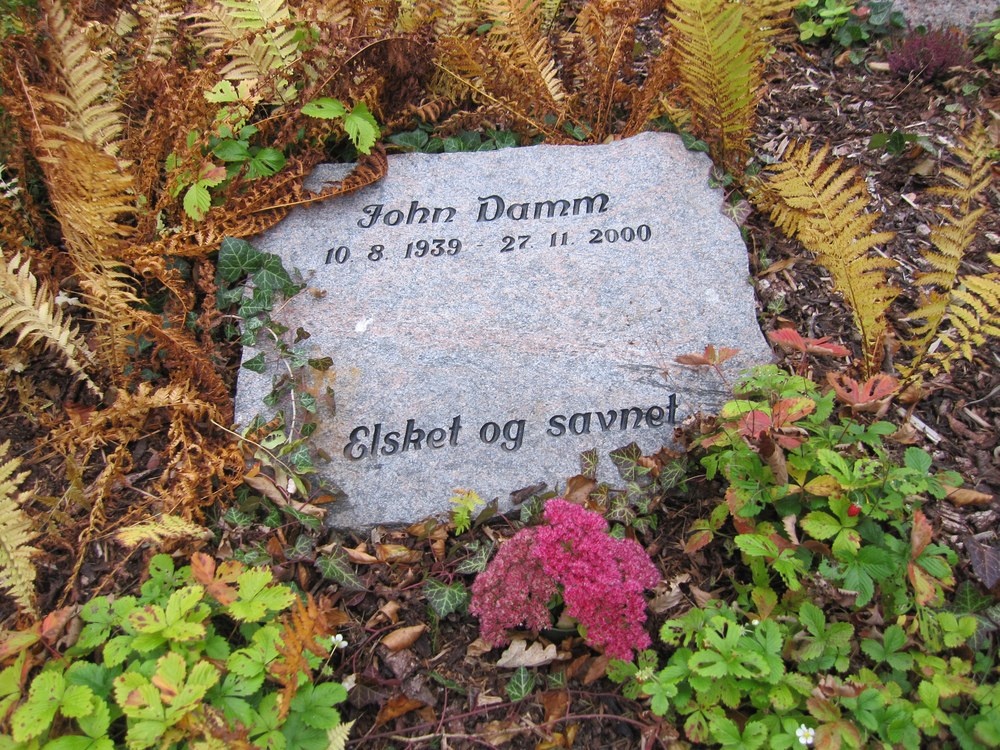 John Damm
10. 8. 1939 - 27. 11. 2000
Elsket og savnet